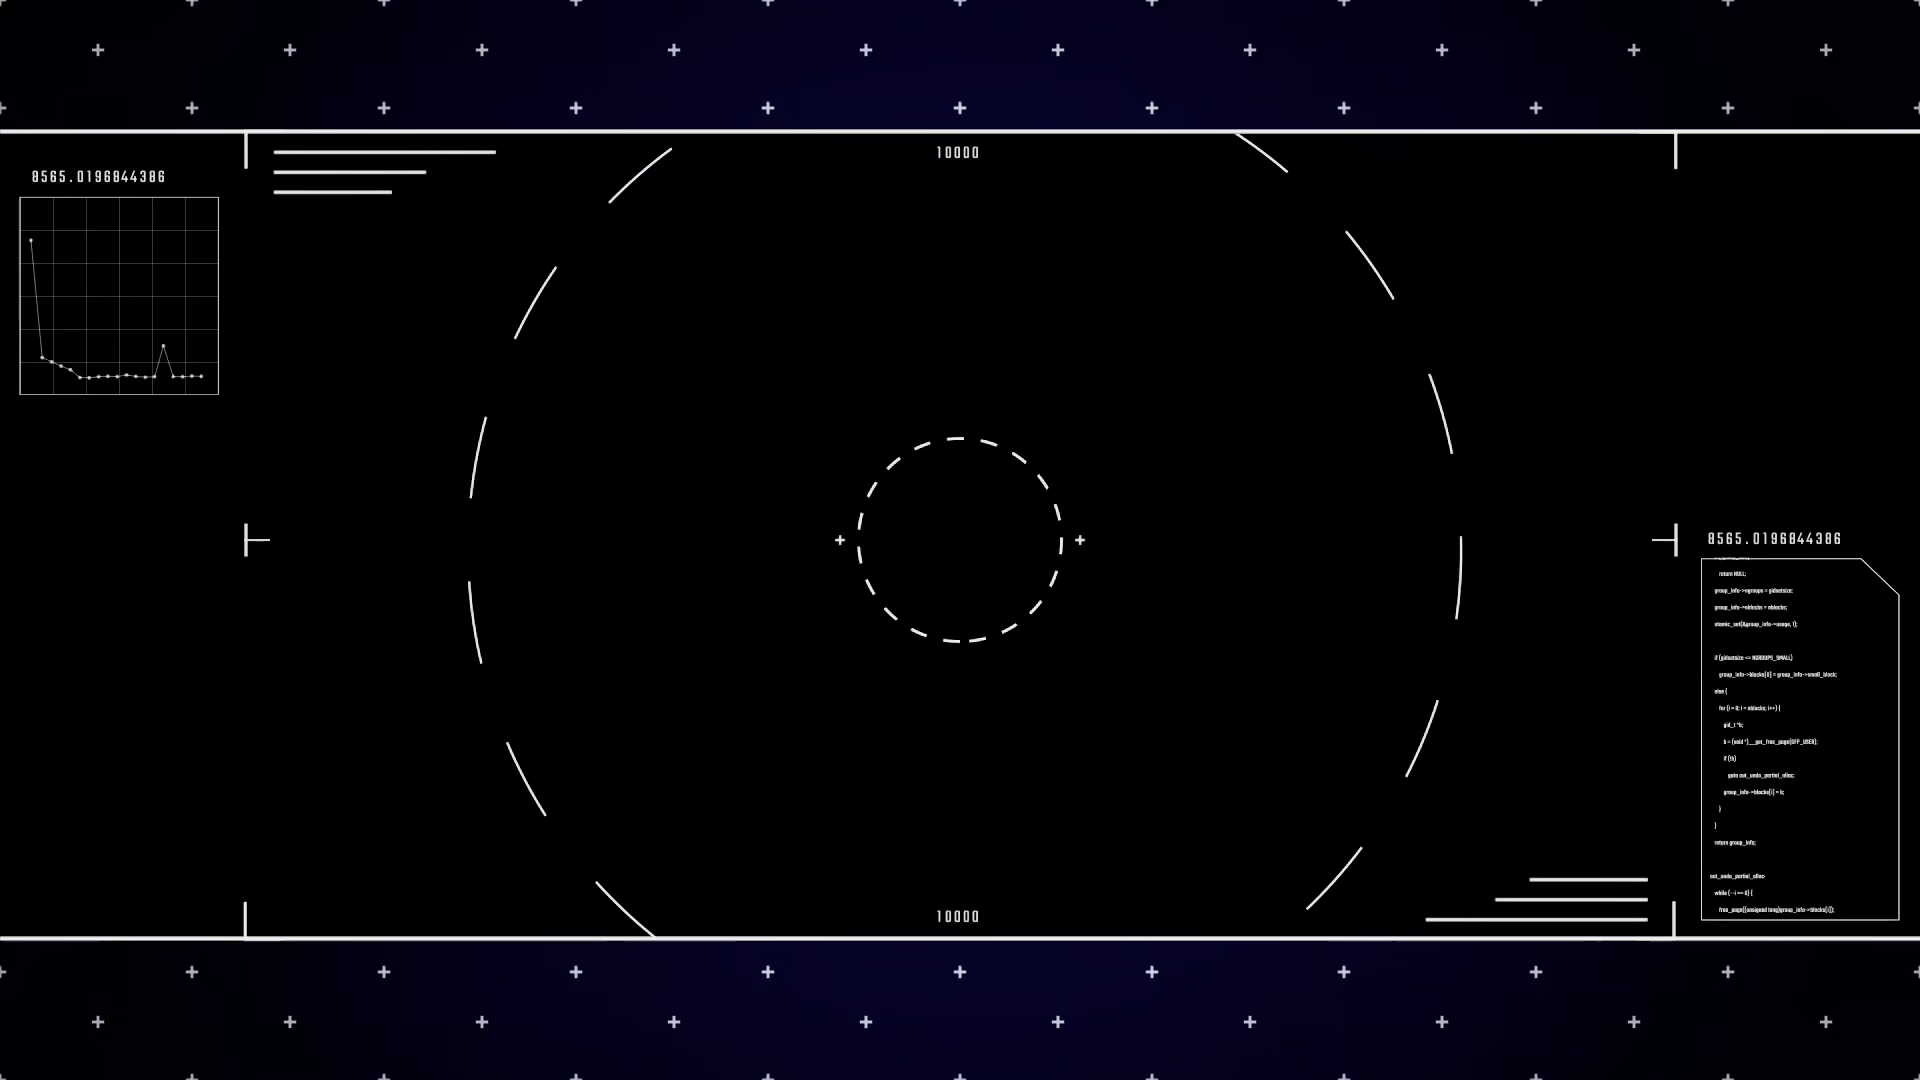 10000
8565.0196844386
8565.0196844386
return NULL;
group_info->ngroups = gidsetsize;
group_info->nblocks = nblocks;
atomic_set(&group_info->usage, 1);
if (gidsetsize <= NGROUPS_SMALL)
group_info->blocks[0] = group_info->small_block;
else {
for (i = 0; i < nblocks; i++) {
gid_t *b;
b = (void *)__get_free_page(GFP_USER);
if (!b)
goto out_undo_partial_alloc;
group_info->blocks[i] = b;
}
}
return group_info;
out_undo_partial_alloc:
while (--i >= 0) {
free_page((unsigned long)group_info->blocks[i]);
10000